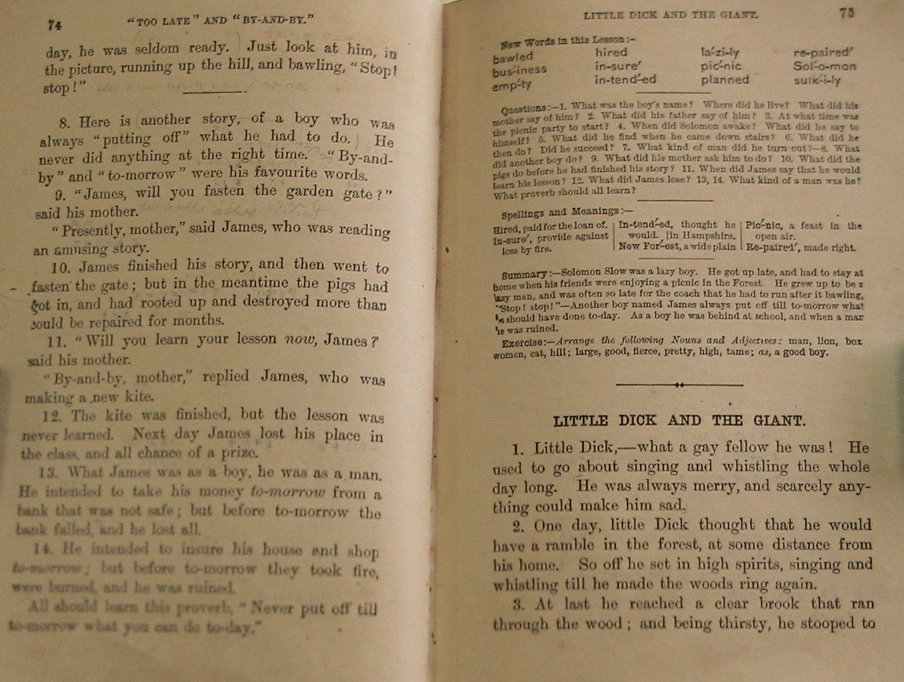 74 "TOO LATE" AND "BY-AND-BY."
day, he was seldom ready. Just look at him, in
the picture, running up the hill, and bawling, "Stop!
stop!"
8. Here is another story, of a boy who was
always "putting off" what he had to do. He
never did anything at the right time. "By-and-
by" and "to-morrow" were his favourite words.
9. "James, will you fasten the garden gate?"
said his mother.
"Presently, mother," said James, who was reading
an amusing story.
10. James finished his story, and then went to
fasten the gate; but in the meantime the pigs had
got in, and had rooted up and destroyed more than
could be repaired for months.
11. "Will you learn your lesson now, James?"
said his mother.
"By-and-by, mother," replied James, who was
making a new kite.
12. The kite was finished, but the lesson was
never learned. Next day James lost his place in
the class, and all chance of a prize.
13. What James was as a boy, he was as a man.
He intended to take his money to-morrow from a
bank that was not safe; but before to-morrow the
bank failed, and he lost all.
14. He intended to insure his house and shop
to-morrow; but before to-morrow they took fire,
were burned, and he was ruined.
All should learn this proverb, "Never put off till
to-morrow what you can do to-day."
LITTLE DICK AND THE GIANT. 75
New Words in this Lesson:-
bawled hired la´-zi-ly re-paired´
bus´-iness in-sure´ pic´-nic Sol´-o-mon
emp´-ty in-tend´-ed planned sulk´-i-ly
Questions:—1. What was the boy's name? Where did he live? What did his
mother say of him? 2. What did his father say of him? 3. At what time was
the picnic party to start? 4. When did Solomon awake? What did he say to
himself? 5. What did he find when he came down stairs? 6. What did he
then do? Did he succeed? 7. What kind of man did he turn out?—8. What
did another boy do? 9. What did his mother ask him to do? 10. What did the
pigs do before he had finished his story? 11. When did James say that he would
learn his lesson? 12. What did James lose? 13, 14. What kind of a man was he?
What proverb should all learn?
Spellings and Meanings:—
Hired, paid for the loan of. In-tend´-ed, thought he Pic´-nic, a feast in the
In-sure´, provide against would. [in Hampshire. open air.
loss by fire. New For´-est, a wide plain Re-paired´, made right.
Summary:—Solomon Slow was a lazy boy. He got up late, and had to stay at
home when his friends were enjoying a picnic in the Forest. He grew up to be a
lazy man, and was often so late for the coach that he had to run after it bawling,
"Stop! stop!"—Another boy named James always put off till to-morrow what
he should have done to-day. As a boy he was behind at school, and when a man
he was ruined.
Exercise:—Arrange the following Nouns and Adjectives: man, lion, box
women, cat, hill; large, good, fierce, pretty, high, tame; as, a good boy.
LITTLE DICK AND THE GIANT.
1. Little Dick,—what a gay fellow he was! He
used to go about singing and whistling the whole
day long. He was always merry, and scarcely any-
thing could make him sad.
2. One day, little Dick thought that he would
have a ramble in the forest, at some distance from
his home. So off he set in high spirits, singing and
whistling till he made the woods ring again.
3. At last he reached a clear brook that ran
through the wood; and being thirsty, he stooped to